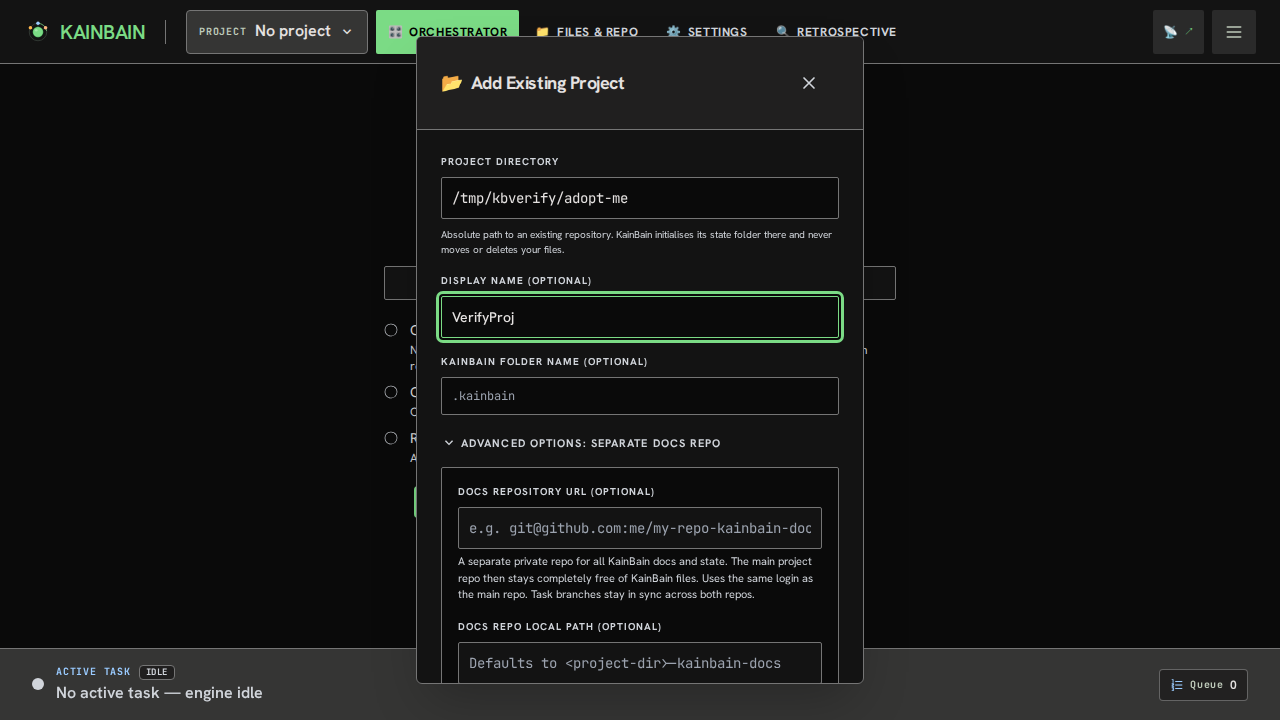 KAINBAIN
PROJECT No project
ORCHESTRATOR
FILES & REPO
SETTINGS
RETROSPECTIVE
Add Existing Project
PROJECT DIRECTORY
/tmp/kbverify/adopt-me
Absolute path to an existing repository. KainBain initialises its state folder there and never
moves or deletes your files.
DISPLAY NAME (OPTIONAL)
VerifyProj
KAINBAIN FOLDER NAME (OPTIONAL)
.kainbain
ADVANCED OPTIONS: SEPARATE DOCS REPO
DOCS REPOSITORY URL (OPTIONAL)
e.g. git@github.com:me/my-repo-kainbain-doc
A separate private repo for all KainBain docs and state. The main project
repo then stays completely free of KainBain files. Uses the same login as
the main repo. Task branches stay in sync across both repos.
DOCS REPO LOCAL PATH (OPTIONAL)
Defaults to <project-dir>—kainbain-docs
ACTIVE TASK IDLE
No active task — engine idle
Queue 0